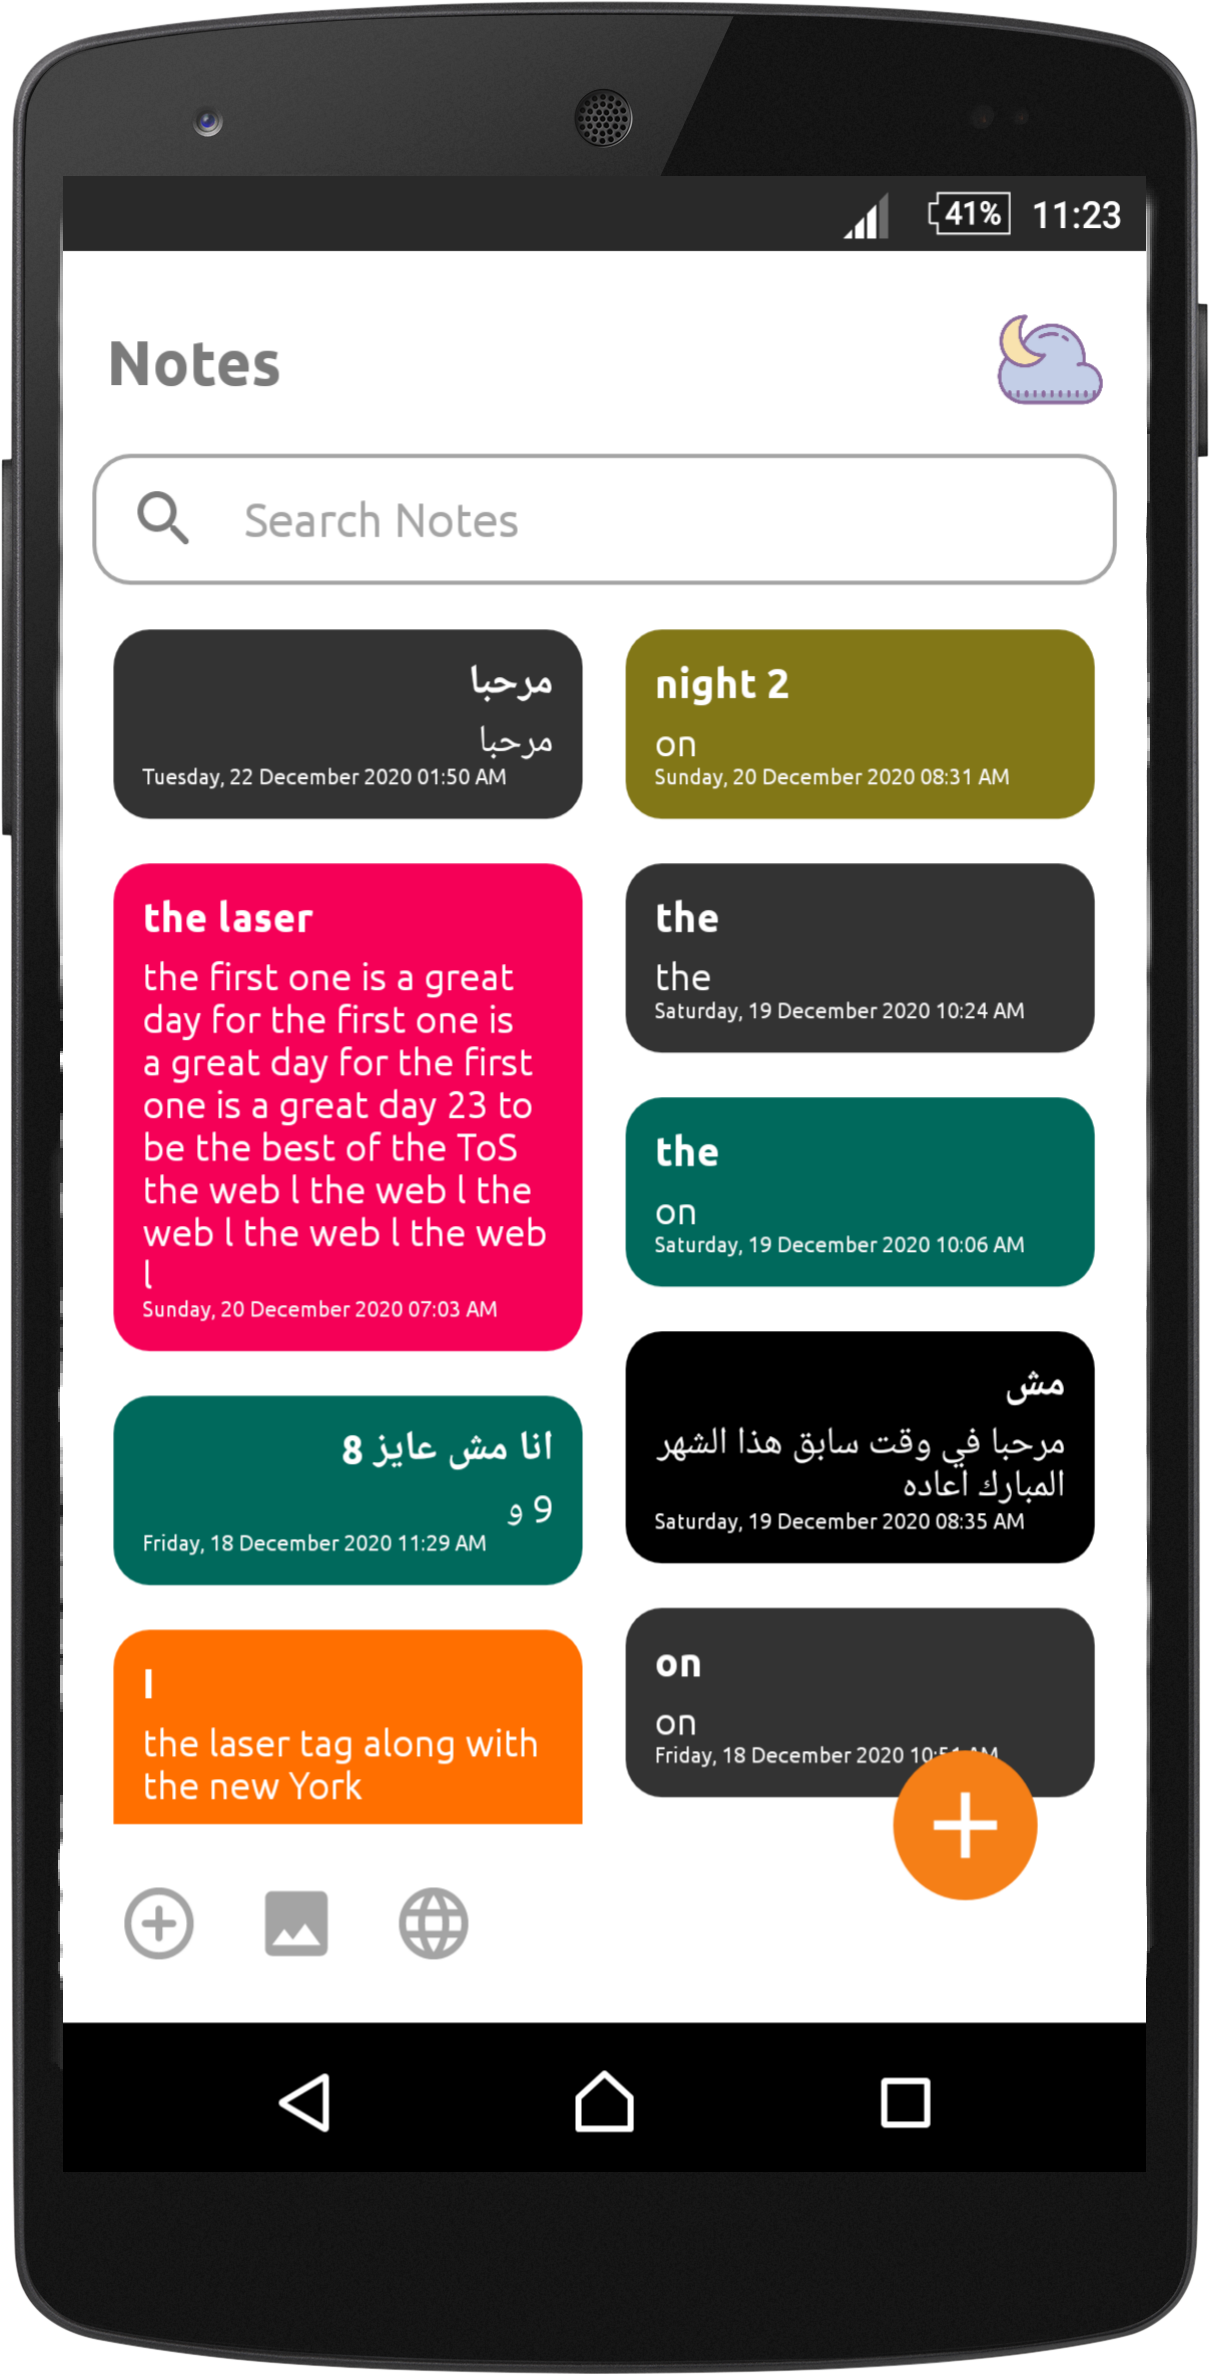 41% 11:23
Notes
Search Notes
مرحبا
مرحبا
Tuesday, 22 December 2020 01:50 AM
night 2
on
Sunday, 20 December 2020 08:31 AM
the laser
the first one is a great
day for the first one is
a great day for the first
one is a great day 23 to
be the best of the ToS
the web l the web l the
web l the web l the web
l
Sunday, 20 December 2020 07:03 AM
the
the
Saturday, 19 December 2020 10:24 AM
the
on
Saturday, 19 December 2020 10:06 AM
مش
مرحبا في وقت سابق هذا الشهر
المبارك اعاده
Saturday, 19 December 2020 08:35 AM
انا مش عايز 8
9 و
Friday, 18 December 2020 11:29 AM
on
on
Friday, 18 December 2020 10:51 AM
l
the laser tag along with
the new York